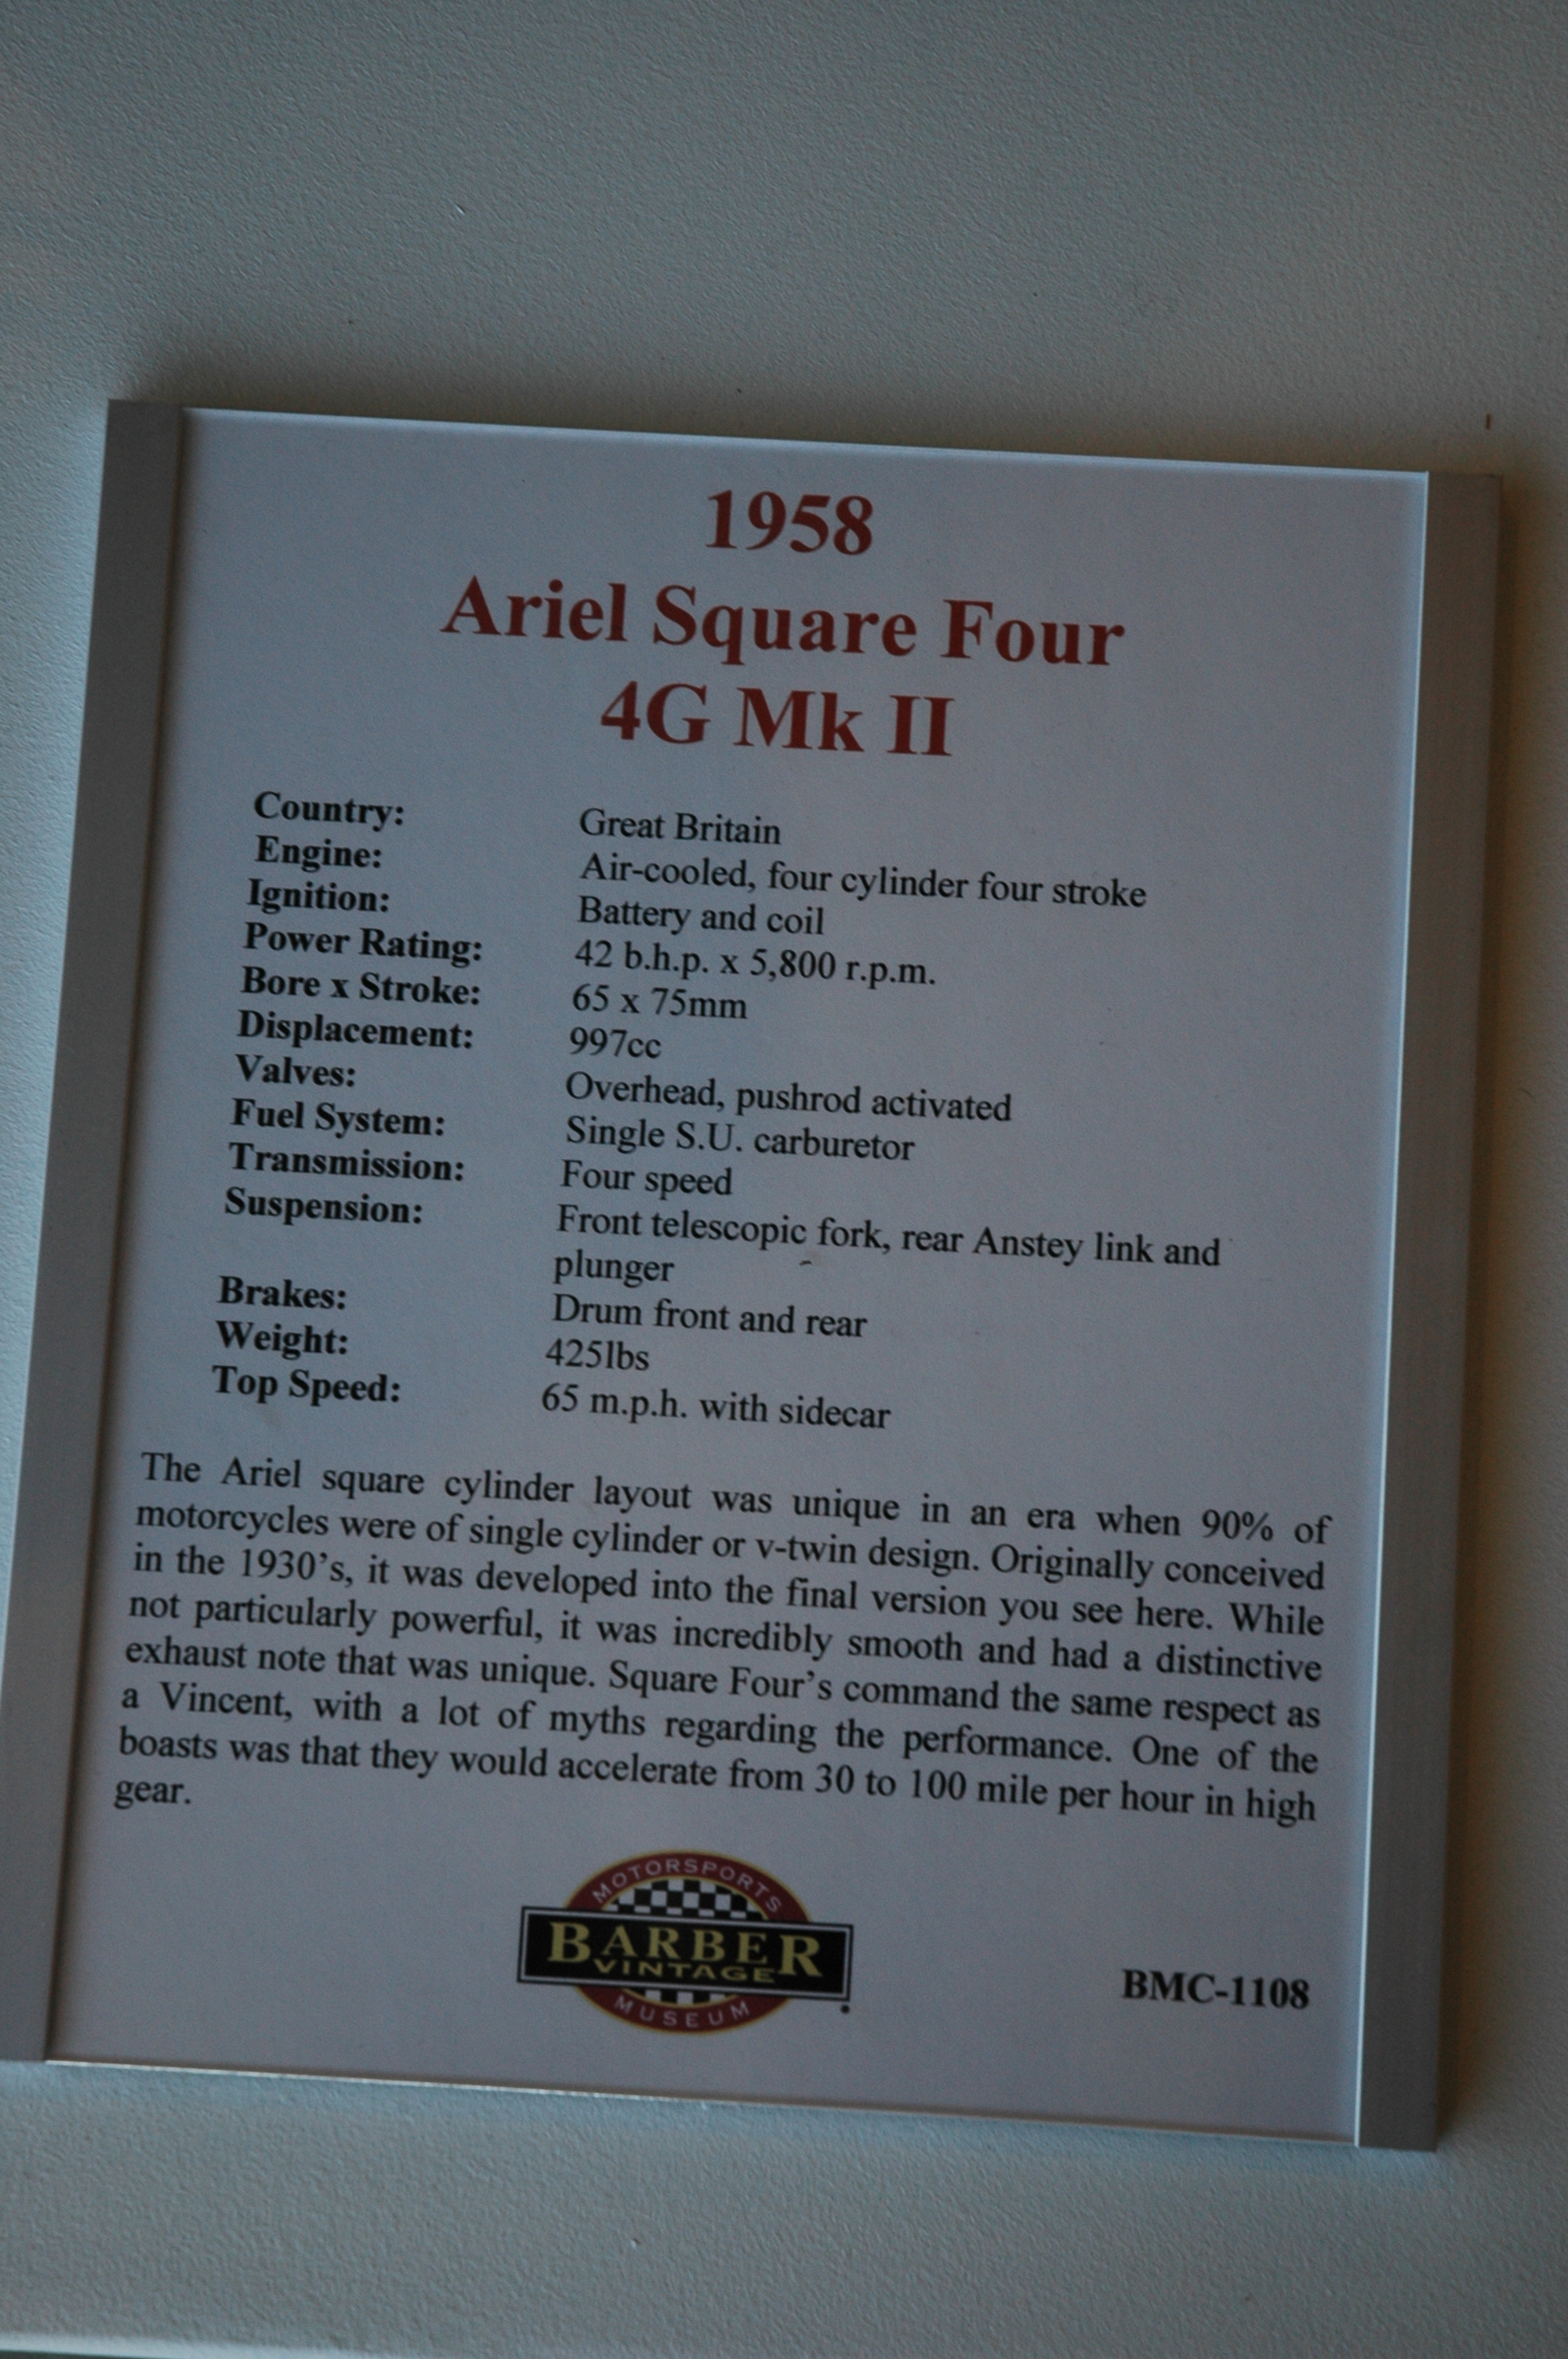 1958
Ariel Square Four
4G Mk II
Country: Great Britain
Engine: Air-cooled, four cylinder four stroke
Ignition: Battery and coil
Power Rating: 42 b.h.p. x 5,800 r.p.m.
Bore x Stroke: 65 x 75mm
Displacement: 997cc
Valves: Overhead, pushrod activated
Fuel System: Single S.U. carburetor
Transmission: Four speed
Suspension: Front telescopic fork, rear Anstey link and
plunger
Brakes: Drum front and rear
Weight: 425lbs
Top Speed: 65 m.p.h. with sidecar
The Ariel square cylinder layout was unique in an era when 90% of
motorcycles were of single cylinder or v-twin design. Originally conceived
in the 1930's, it was developed into the final version you see here. While
not particularly powerful, it was incredibly smooth and had a distinctive
exhaust note that was unique. Square Four's command the same respect as
a Vincent, with a lot of myths regarding the performance. One of the
boasts was that they would accelerate from 30 to 100 mile per hour in high
gear.
MOTORSPORTS
BARBER
VINTAGE
MUSEUM
BMC-1108